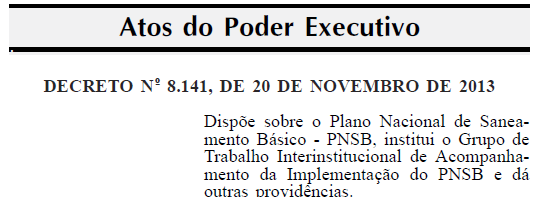 Atos do Poder Executivo
DECRETO Nº 8.141, DE 20 DE NOVEMBRO DE 2013
Dispõe sobre o Plano Nacional de Sanea-
mento Básico - PNSB, institui o Grupo de
Trabalho Interinstitucional de Acompanha-
mento da Implementação do PNSB e dá
outras providências.